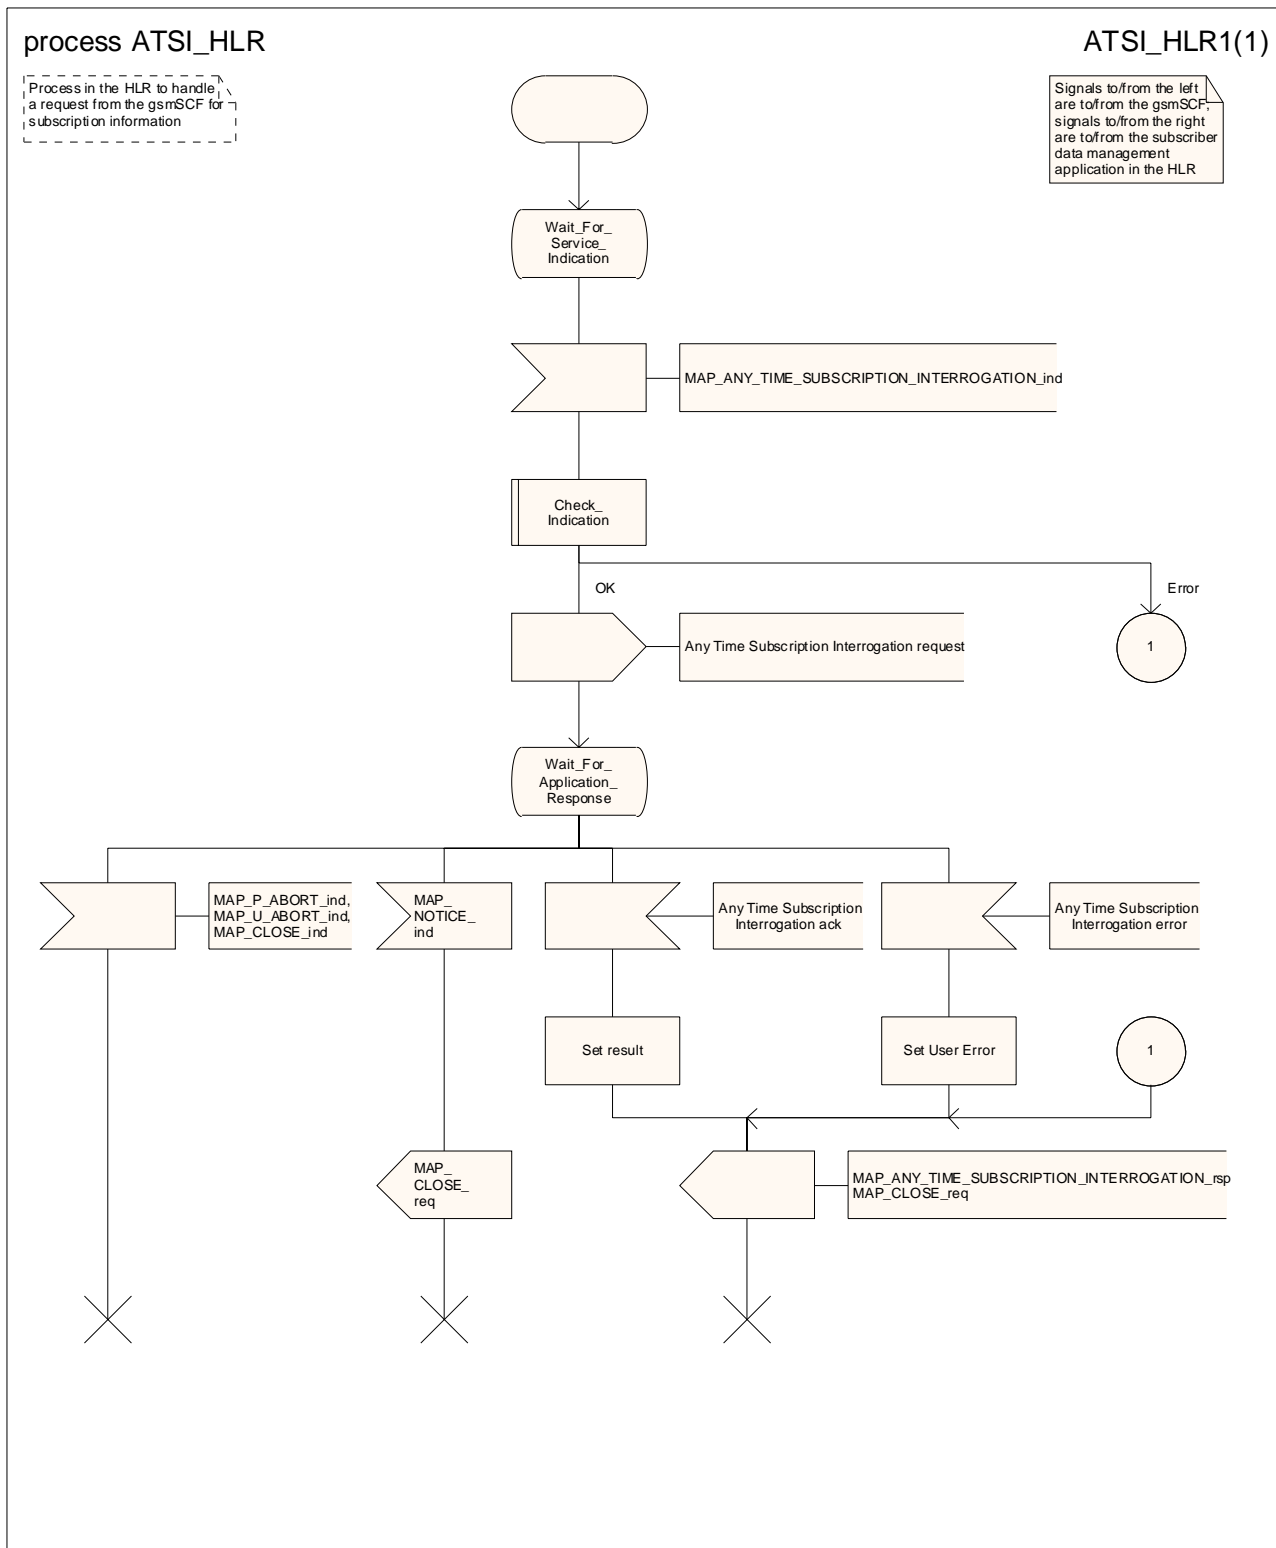 process ATSI_HLR
ATSI_HLR1(1)
Process in the HLR to handle
a request from the gsmSCF for
subscription information
Signals to/from the left
are to/from the gsmSCF;
signals to/from the right
are to/from the subscriber
data management
application in the HLR
Wait_For_
Service_
Indication
MAP_ANY_TIME_SUBSCRIPTION_INTERROGATION_ind
Check_
Indication
OK
Error
Any Time Subscription Interrogation request
1
Wait_For_
Application_
Response
MAP_P_ABORT_ind,
MAP_U_ABORT_ind,
MAP_CLOSE_ind
MAP_
NOTICE_
ind
Any Time Subscription
Interrogation ack
Any Time Subscription
Interrogation error
Set result
Set User Error
1
MAP_
CLOSE_
req
MAP_ANY_TIME_SUBSCRIPTION_INTERROGATION_rsp
MAP_CLOSE_req